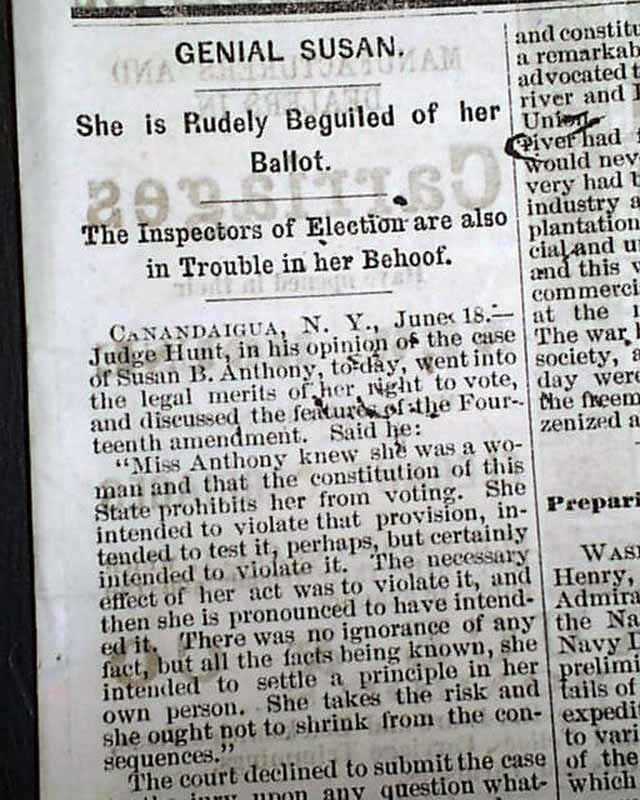 GENIAL SUSAN.
She is Rudely Beguiled of her
Ballot.
The Inspectors of Election are also
in Trouble in her Behoof.
CANANDAIGUA, N. Y., June 18.—
Judge Hunt, in his opinion of the case
of Susan B. Anthony, to-day, went into
the legal merits of her right to vote,
and discussed the features of the Four-
teenth amendment. Said he:
"Miss Anthony knew she was a wo-
man and that the constitution of this
State prohibits her from voting. She
intended to violate that provision, in-
tended to test it, perhaps, but certainly
intended to violate it. The necessary
effect of her act was to violate it, and
then she is pronounced to have intend-
ed it. There was no ignorance of any
fact, but all the facts being known, she
intended to settle a principle in her
own person. She takes the risk and
she ought not to shrink from the con-
sequences."
The court declined to submit the case
jury upon any question what-
and constitu
a remarkab
advocated t
river and
Union
river had
would nev
very had b
industry a
plantation
cial and u
and this v
commerci
at the
The war
society, a
day were
the freem
zenized a
Prepari
WAS
Henry,
Admira
the Na
Navy
prelimi
tails of
expedit
to vari
of the
which